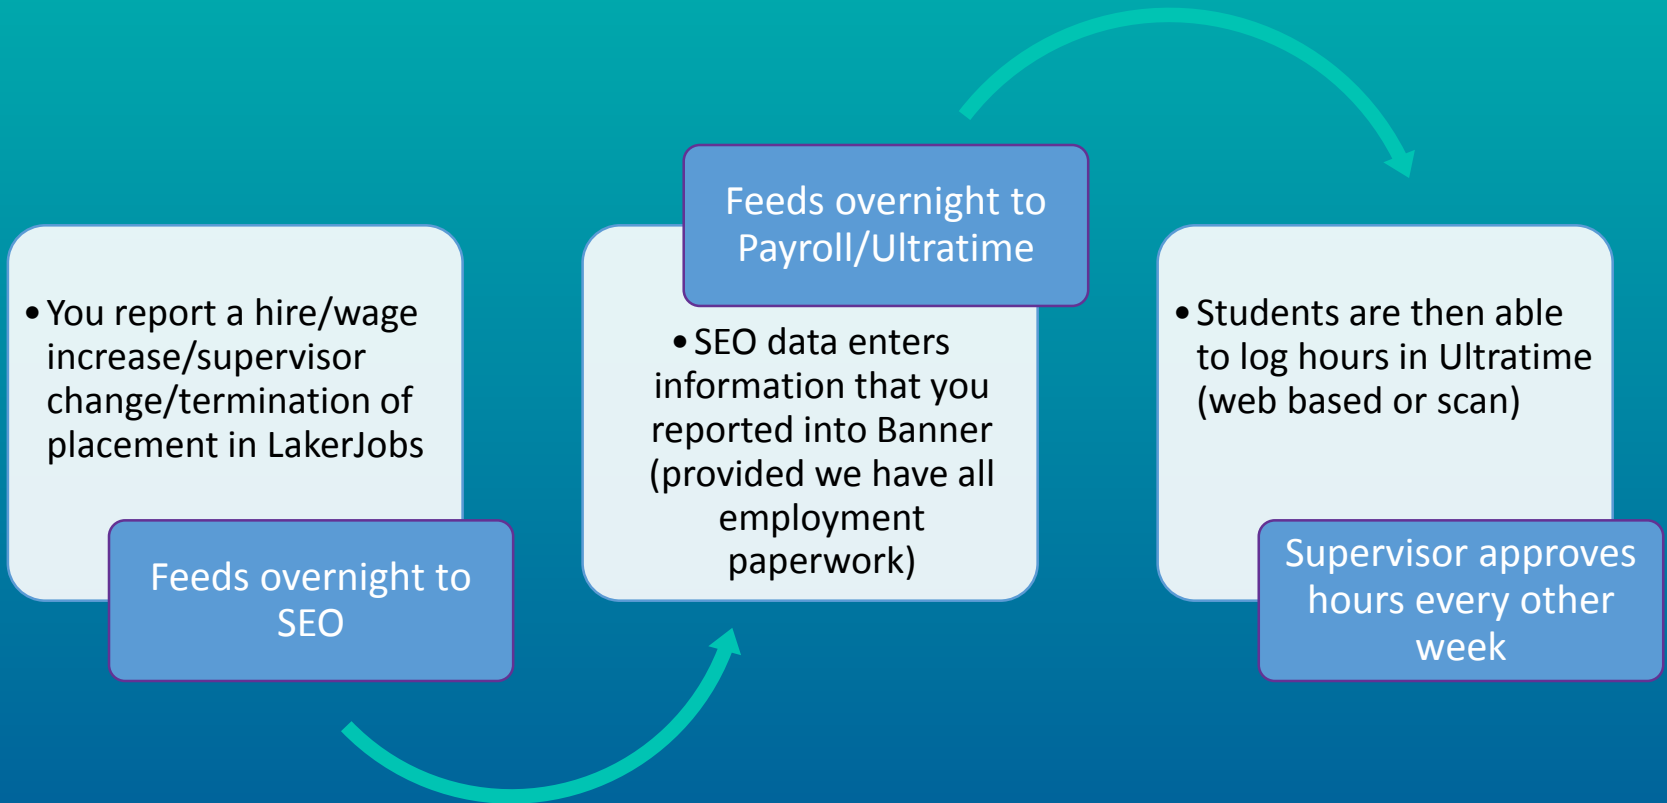 • You report a hire/wage
increase/supervisor
change/termination of
placement in LakerJobs
Feeds overnight to
SEO
Feeds overnight to
Payroll/Ultratime
• SEO data enters
information that you
reported into Banner
(provided we have all
employment
paperwork)
• Students are then able
to log hours in Ultratime
(web based or scan)
Supervisor approves
hours every other
week